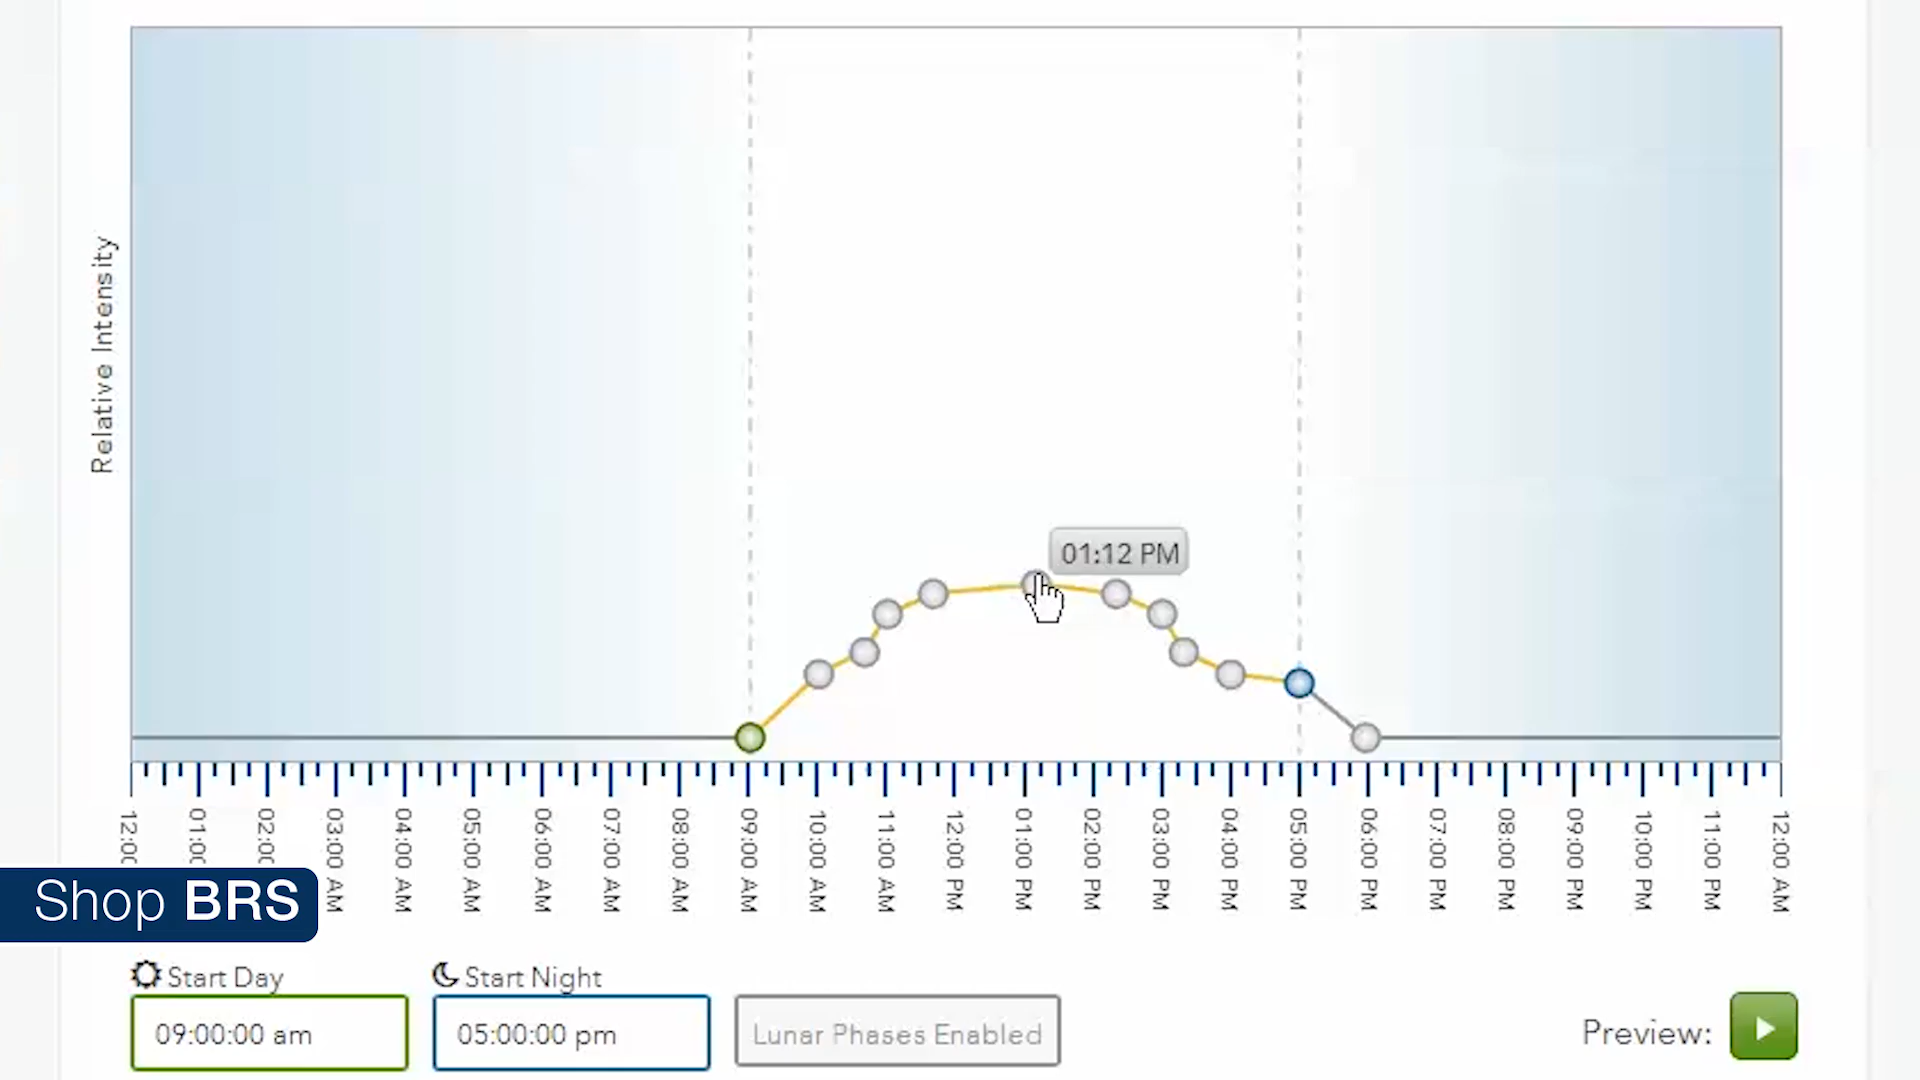 Relative Intensity
01:12 PM
12:00
01:00
02:00
03:00 AM
04:00 AM
05:00 AM
06:00 AM
07:00 AM
08:00 AM
09:00 AM
10:00 AM
11:00 AM
12:00 PM
01:00 PM
02:00 PM
03:00 PM
04:00 PM
05:00 PM
06:00 PM
07:00 PM
08:00 PM
09:00 PM
10:00 PM
11:00 PM
12:00 AM
Shop BRS
Start Day
Start Night
09:00:00 am
05:00:00 pm
Lunar Phases Enabled
Preview: